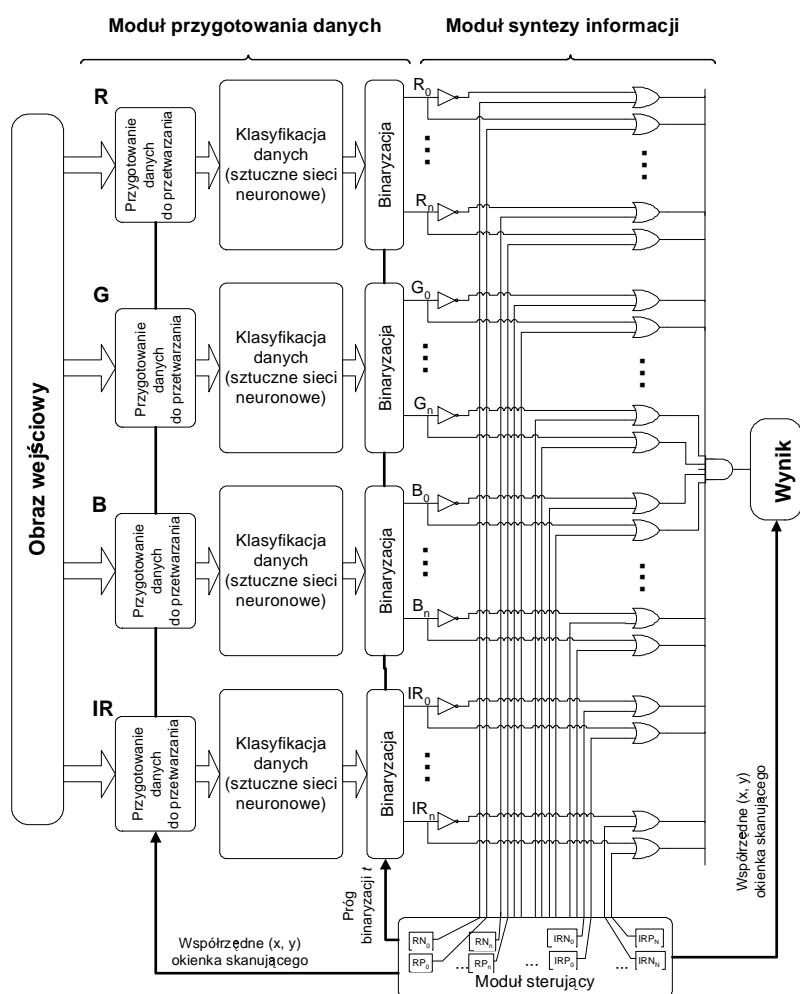 Moduł przygotowania danych
Moduł syntezy informacji
Obraz wejściowy
R
Przygotowanie
danych
do przetwarzania
Klasyfikacja
danych
(sztuczne sieci
neuronowe)
Binaryzacja
R0
...
Rn
...
G
Przygotowanie
danych
do przetwarzania
Klasyfikacja
danych
(sztuczne sieci
neuronowe)
Binaryzacja
G0
...
Gn
...
B
Przygotowanie
danych
do przetwarzania
Klasyfikacja
danych
(sztuczne sieci
neuronowe)
Binaryzacja
B0
...
Bn
...
IR
Przygotowanie
danych
do przetwarzania
Klasyfikacja
danych
(sztuczne sieci
neuronowe)
Binaryzacja
IR0
...
IRn
Wynik
Współrzędne (x, y)
okienka skanującego
Próg
binaryzacji t
Współrzędne (x, y)
okienka skanującego
RN0 RNn IRN0 IRPN
RP0 ... RPn ... IRP0 ... IRNN
Moduł sterujący